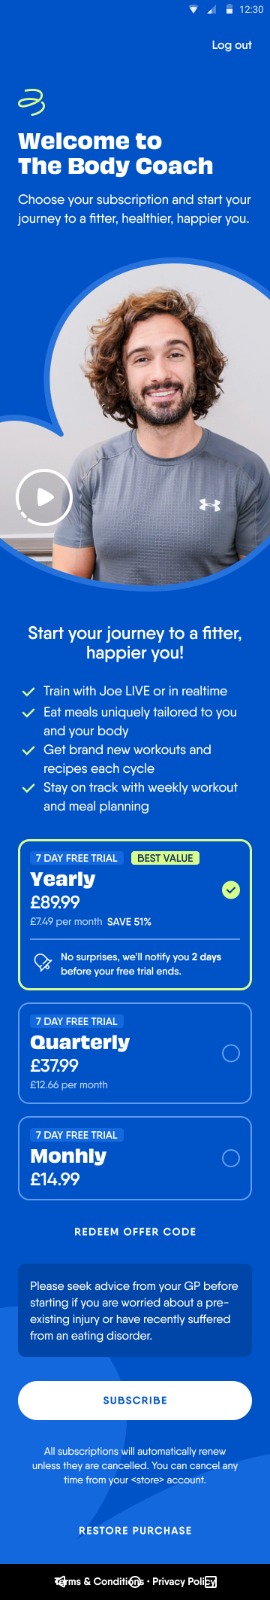 12:30
Log out
Welcome to
The Body Coach
Choose your subscription and start your
journey to a fitter, healthier, happier you.
Start your journey to a fitter,
happier you!
Train with Joe LIVE or in realtime
Eat meals uniquely tailored to you
and your body
Get brand new workouts and
recipes each cycle
Stay on track with weekly workout
and meal planning
7 DAY FREE TRIAL BEST VALUE
Yearly
£89.99
£7.49 per month SAVE 51%
No surprises, we'll notify you 2 days
before your free trial ends.
7 DAY FREE TRIAL
Quarterly
£37.99
£12.66 per month
7 DAY FREE TRIAL
Monhly
£14.99
REDEEM OFFER CODE
Please seek advice from your GP before
starting if you are worried about a pre-
existing injury or have recently suffered
from an eating disorder.
SUBSCRIBE
All subscriptions will automatically renew
unless they are cancelled. You can cancel any
time from your <store> account.
RESTORE PURCHASE
Terms & Conditions · Privacy Policy